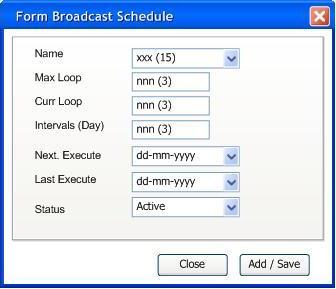 Form Broadcast Schedule
Name xxx (15)
Max Loop nnn (3)
Curr Loop nnn (3)
Intervals (Day) nnn (3)
Next. Execute dd-mm-yyyy
Last Execute dd-mm-yyyy
Status Active
Close Add / Save